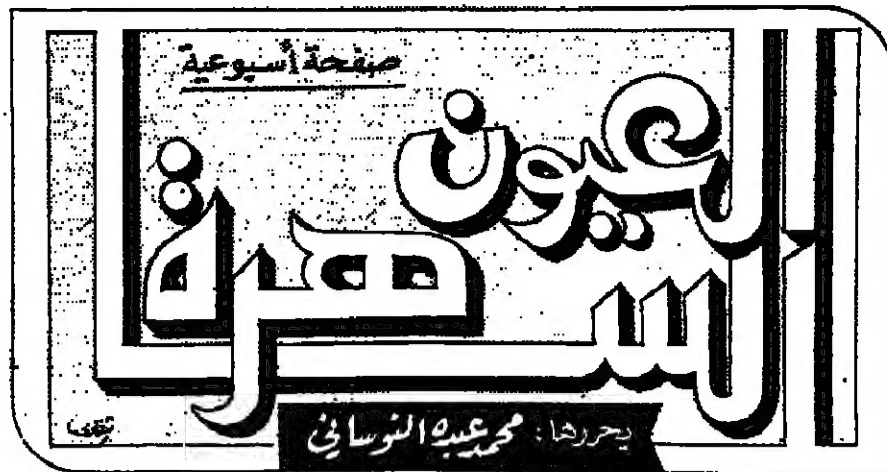 صفحة أسبوعية
العيون
الساهرة
يحررها: محمد عبده النوساني